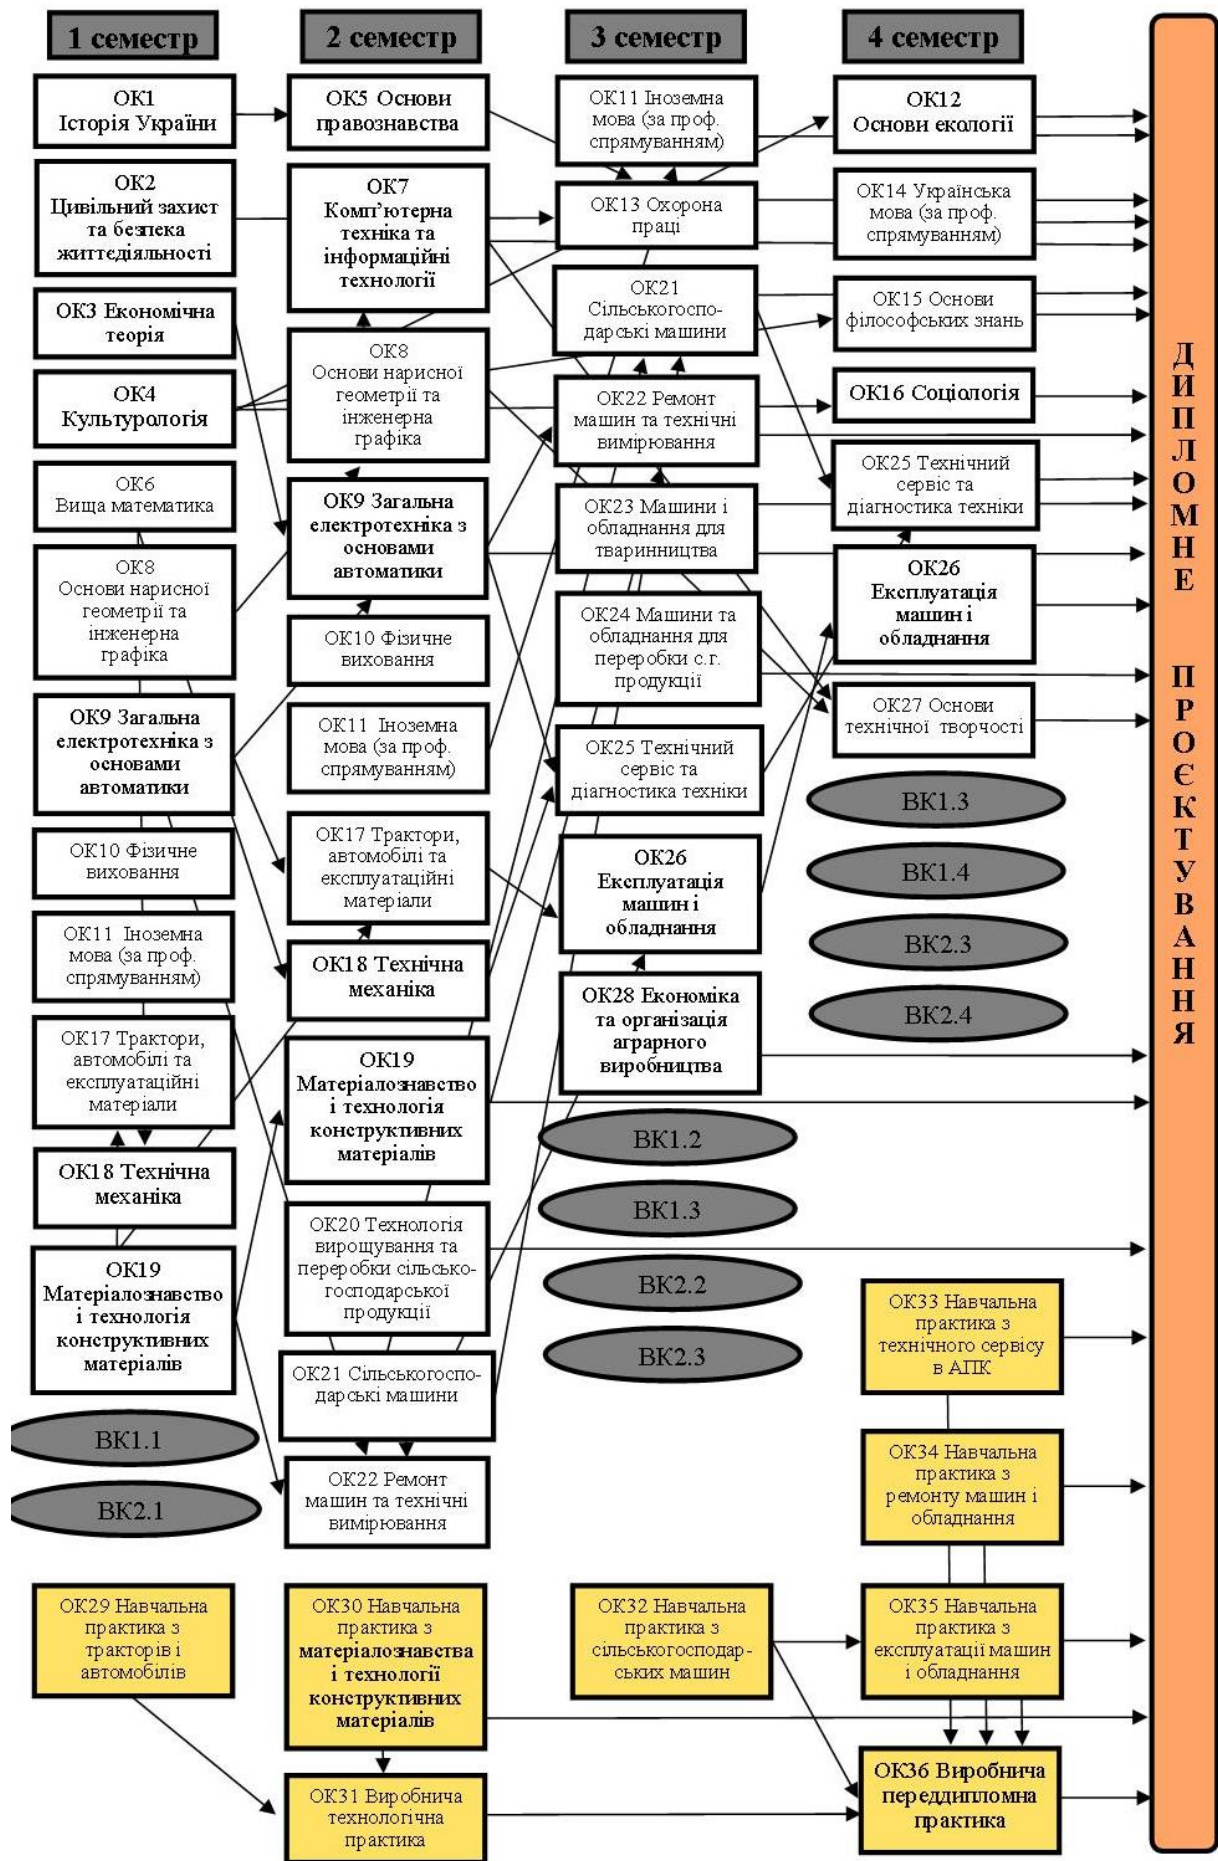 1 семестр
ОК1
Історія України
ОК2
Цивільний захист
та безпека
життєдіяльності
ОК3 Економічна
теорія
ОК4
Культурологія
ОК6
Вища математика
ОК8
Основи нарисної
геометрії та
інженерна
графіка
ОК9 Загальна
електротехніка з
основами
автоматики
ОК10 Фізичне
виховання
ОК11 Іноземна
мова (за проф.
спрямуванням)
ОК17 Трактори,
автомобілі та
експлуатаційні
матеріали
ОК18 Технічна
механіка
ОК19
Матеріалознавство
і технологія
конструктивних
матеріалів
ВК1.1
ВК2.1
ОК29 Навчальна
практика з
тракторів і
автомобілів
2 семестр
ОК5 Основи
правознавства
ОК7
Комп’ютерна
техніка та
інформаційні
технології
ОК8
Основи нарисної
геометрії та
інженерна
графіка
ОК9 Загальна
електротехніка з
основами
автоматики
ОК10 Фізичне
виховання
ОК11 Іноземна
мова (за проф.
спрямуванням)
ОК17 Трактори,
автомобілі та
експлуатаційні
матеріали
ОК18 Технічна
механіка
ОК19
Матеріалознавство
і технологія
конструктивних
матеріалів
ОК20 Технологія
вирощування та
переробки сільсько-
господарської
продукції
ОК21 Сільськогоспо-
дарські машини
ОК22 Ремонт
машин та технічні
вимірювання
ОК30 Навчальна
практика з
матеріалознавства
і технології
конструктивних
матеріалів
ОК31 Виробнича
технологічна
практика
3 семестр
ОК11 Іноземна
мова (за проф.
спрямуванням)
ОК13 Охорона
праці
ОК21
Сільськогоспо-
дарські машини
ОК22 Ремонт
машин та технічні
вимірювання
ОК23 Машини і
обладнання для
тваринництва
ОК24 Машини та
обладнання для
переробки с.г.
продукції
ОК25 Технічний
сервіс та
діагностика техніки
ОК26
Експлуатація
машин і
обладнання
ОК28 Економіка
та організація
аграрного
виробництва
ВК1.2
ВК1.3
ВК2.2
ВК2.3
ОК32 Навчальна
практика з
сільськогосподар-
ських машин
4 семестр
ОК12
Основи екології
ОК14 Українська
мова (за проф.
спрямуванням)
ОК15 Основи
філософських знань
ОК16 Соціологія
ОК25 Технічний
сервіс та
діагностика техніки
ОК26
Експлуатація
машин і
обладнання
ОК27 Основи
технічної творчості
ВК1.3
ВК1.4
ВК2.3
ВК2.4
ОК33 Навчальна
практика з
технічного сервісу
в АПК
ОК34 Навчальна
практика з
ремонту машин і
обладнання
ОК35 Навчальна
практика з
експлуатації машин
і обладнання
ОК36 Виробнича
переддипломна
практика
ДИПЛОМНЕ ПРОЄКТУВАННЯ